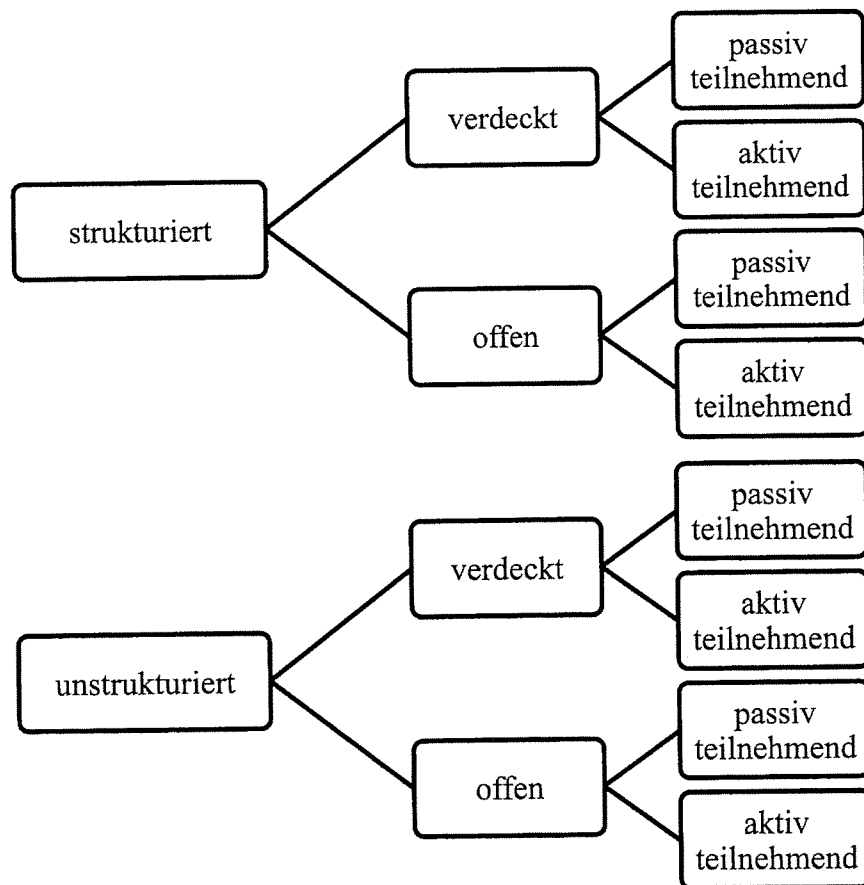 passiv
teilnehmend
verdeckt
aktiv
teilnehmend
strukturiert
passiv
teilnehmend
offen
aktiv
teilnehmend
passiv
teilnehmend
verdeckt
aktiv
teilnehmend
unstrukturiert
passiv
teilnehmend
offen
aktiv
teilnehmend